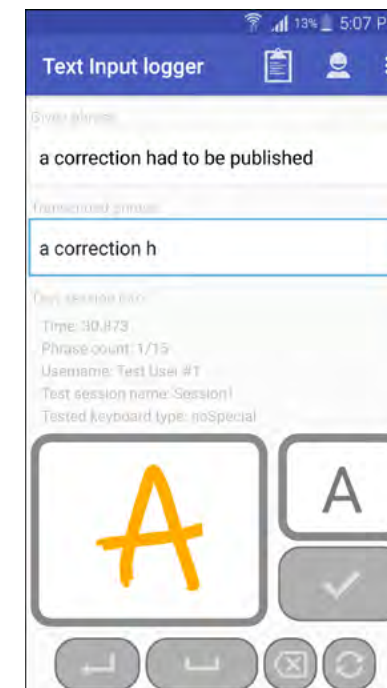 13% 5:07 P
Text Input logger
Given phrase:
a correction had to be published
Transcribed phrase:
a correction h
Test session info:
Time: 30.873
Phrase count: 1/15
Username: Test User #1
Test session name: Session1
Tested keyboard type: noSpecial
A A